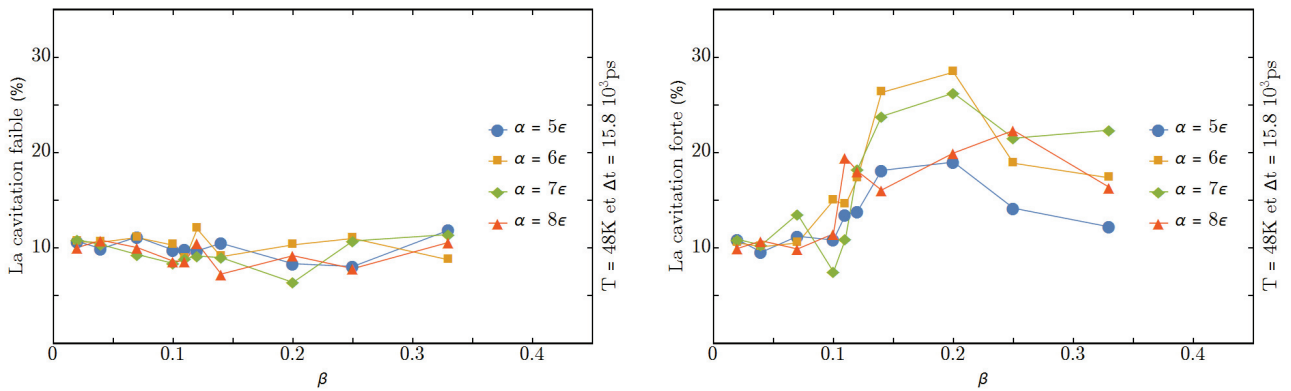 La cavitation faible (%)
30
20
10
0
0.1
0.2
0.3
0.4
β
α = 5ϵ
α = 6ϵ
α = 7ϵ
α = 8ϵ
T = 48K et Δt = 15.8 10³ps
La cavitation forte (%)
30
20
10
0
0.1
0.2
0.3
0.4
β
α = 5ϵ
α = 6ϵ
α = 7ϵ
α = 8ϵ
T = 48K et Δt = 15.8 10³ps